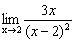 lim x→2 3x / (x − 2)²